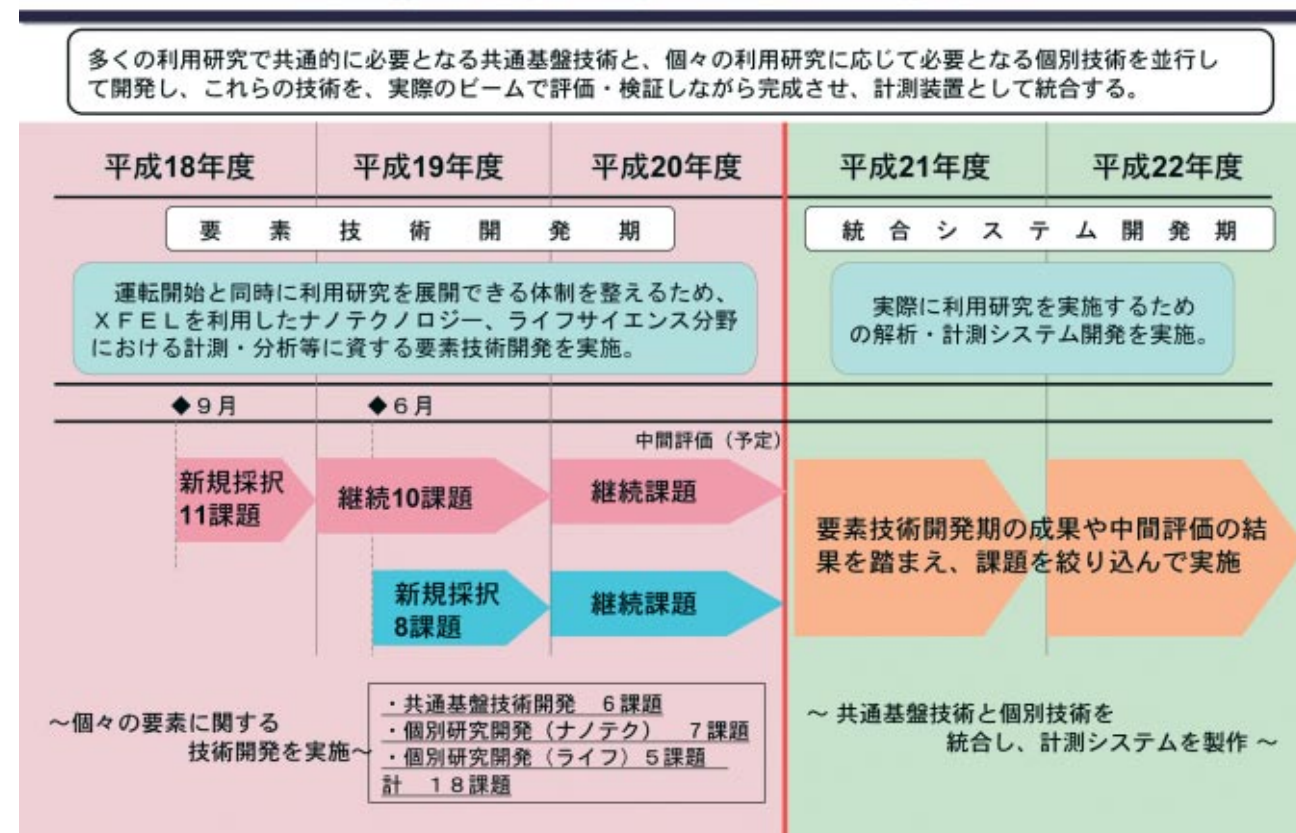 多くの利用研究で共通的に必要となる共通基盤技術と、個々の利用研究に応じて必要となる個別技術を並行し
て開発し、これらの技術を、実際のビームで評価・検証しながら完成させ、計測装置として統合する。
平成18年度
平成19年度
平成20年度
平成21年度
平成22年度
要素技術開発期
統合システム開発期
運転開始と同時に利用研究を展開できる体制を整えるため、
ＸＦＥＬを利用したナノテクノロジー、ライフサイエンス分野
における計測・分析等に資する要素技術開発を実施。
実際に利用研究を実施するため
の解析・計測システム開発を実施。
◆９月
◆６月
中間評価（予定）
新規採択
11課題
継続10課題
継続課題
新規採択
8課題
継続課題
要素技術開発期の成果や中間評価の結
果を踏まえ、課題を絞り込んで実施
～個々の要素に関する
技術開発を実施～
・共通基盤技術開発　６課題
・個別研究開発（ナノテク）　７課題
・個別研究開発（ライフ）５課題
計　１８課題
～ 共通基盤技術と個別技術を
統合し、計測システムを製作 ～